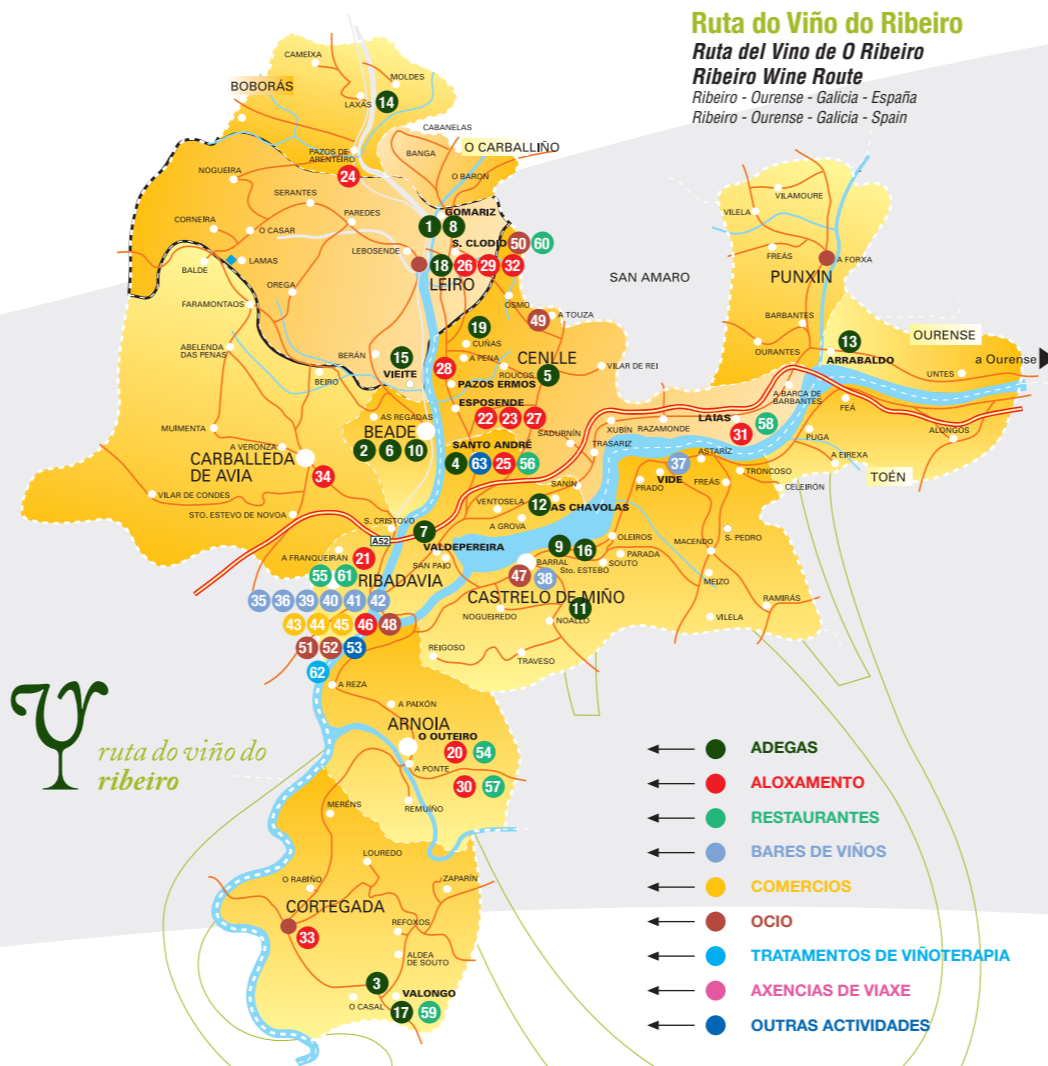 Ruta do Viño do Ribeiro
Ruta del Vino de O Ribeiro
Ribeiro Wine Route
Ribeiro - Ourense - Galicia - España
Ribeiro - Ourense - Galicia - Spain
CAMEIXA
MOLDES
BOBORÁS
LAXAS
14
CABANELAS
O CARBALLIÑO
BANGA
PAZOS DE
ARENTEIRO
24
NOGUEIRA
O BARON
SERANTES
PAREDES
CORNEIRA
O CASAR
GOMARIZ
1 8
S. CLODIO
50 60
LEBOSENDE
18 26 29 32
LEIRO
BALDE
LAMAS
OREGA
FARAMONTAOS
OSMO
49
A TOUZA
SAN AMARO
VILAMOURE
VILELA
FREÁS
A FORXA
PUNXIN
BARBANTES
OURENSE
13
ARRABALDO
OURANTES
a Ourense
UNTES
19
CUÑAS
A PENA
CENLLE
ROUCOS
5
VILAR DE REI
ABELENDA
DAS PENAS
BERÁN
15
VIEITE
BEIRO
28
PAZOS ERMOS
ESPOSENDE
22 23 27
A BARCA DE
BARBANTES
FEÁ
LAIAS
58
31
XUBÍN
RAZAMONDE
SADURNÍN
TRASARIZ
PUGA
ALONGOS
A EIREXA
TOÉN
AS REGADAS
BEADE
2 6 10
SANTO ANDRÉ
4 63 25 56
MUIMENTA
A VERONZA
CARBALLEDA
DE AVIA
34
VILAR DE CONDES
STO. ESTEVO DE NOVOA
ASTARÍZ
37
VIDE
PRADO
FREÁS
TRONCOSO
CELEIRÓN
SANÍN
VENTOSELA
12
AS CHAVOLAS
A GROVA
S. CRISTOVO
A52
7
VALDEPEREIRA
SAN PAIO
OLEIROS
9 16
BARRAL
Sto. ESTEBO
SOUTO
PARADA
MACENDO
S. PEDRO
MEIZO
RAMIRÁS
VILELA
A FRANQUEIRÁN
21
55 61
RIBADAVIA
35 36 39 40 41 42
43 44 45 46 48
51 52 53
62
47 38
CASTRELO DE MIÑO
11
NOGUEIREDO
NOALLO
REIGOSO
TRAVESO
A REZA
A PAIXÓN
ARNOIA
O OUTEIRO
20 54
A PONTE
30 57
REMUÍÑO
ruta do viño do
ribeiro
MERÉNS
LOUREDO
O RABIÑO
ZAPARÍN
CORTEGADA
33
REFOXOS
ALDEA
DE SOUTO
3
O CASAL
VALONGO
17 59
ADEGAS
ALOXAMENTO
RESTAURANTES
BARES DE VIÑOS
COMERCIOS
OCIO
TRATAMENTOS DE VIÑOTERAPIA
AXENCIAS DE VIAXE
OUTRAS ACTIVIDADES